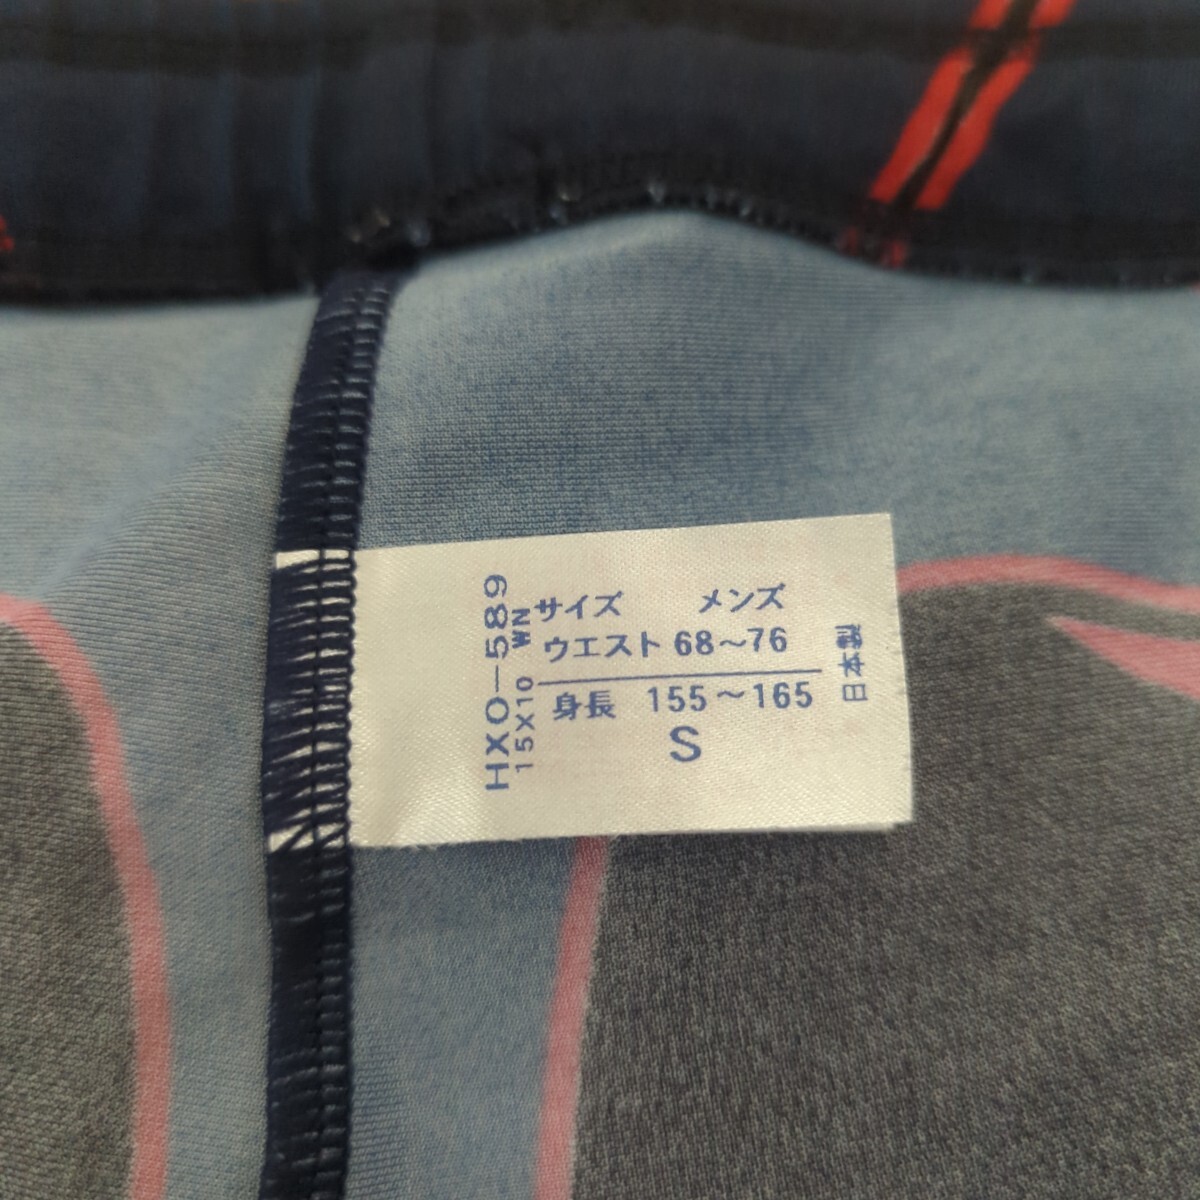 サイズ メンズ
ウエスト 68～76
身長 155～165
S
HXO-589
15X10 WN
日本製